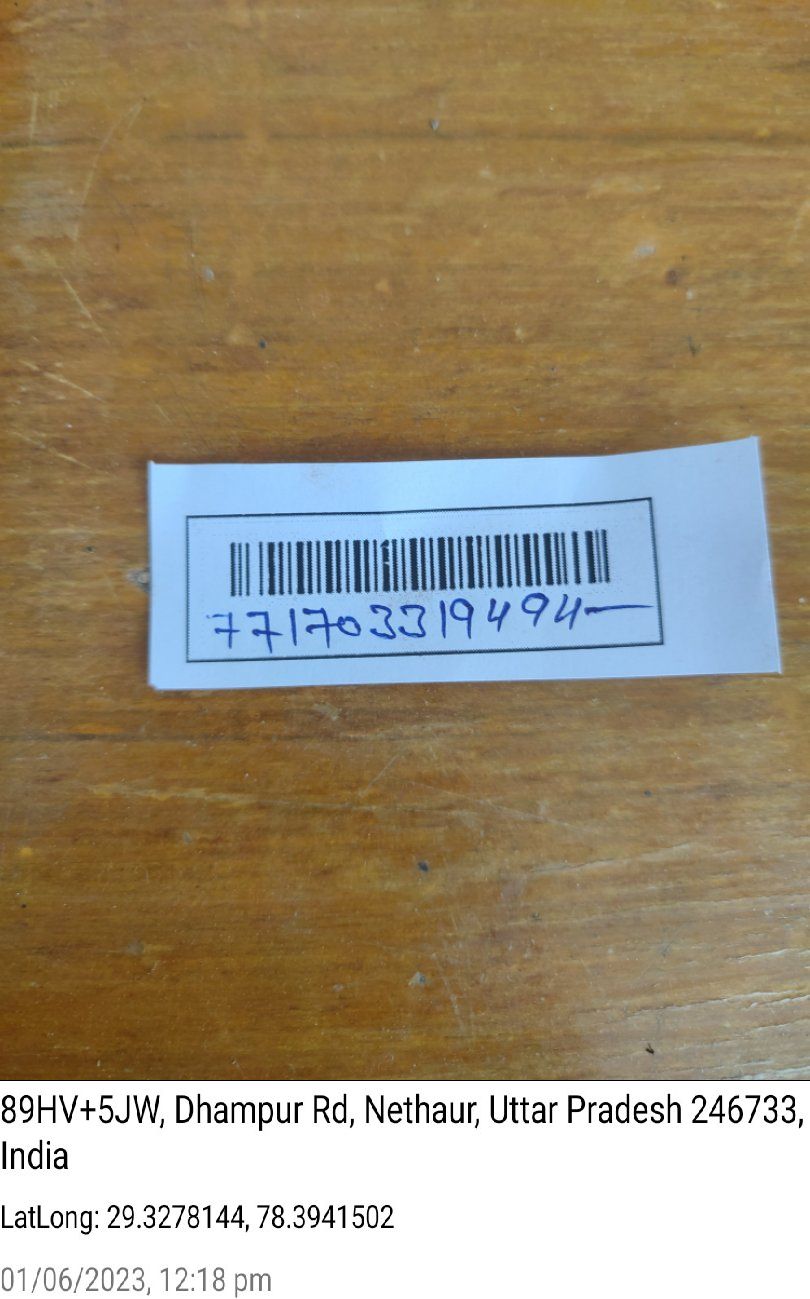 771703319494
89HV+5JW, Dhampur Rd, Nethaur, Uttar Pradesh 246733,
India
LatLong: 29.3278144, 78.3941502
01/06/2023, 12:18 pm